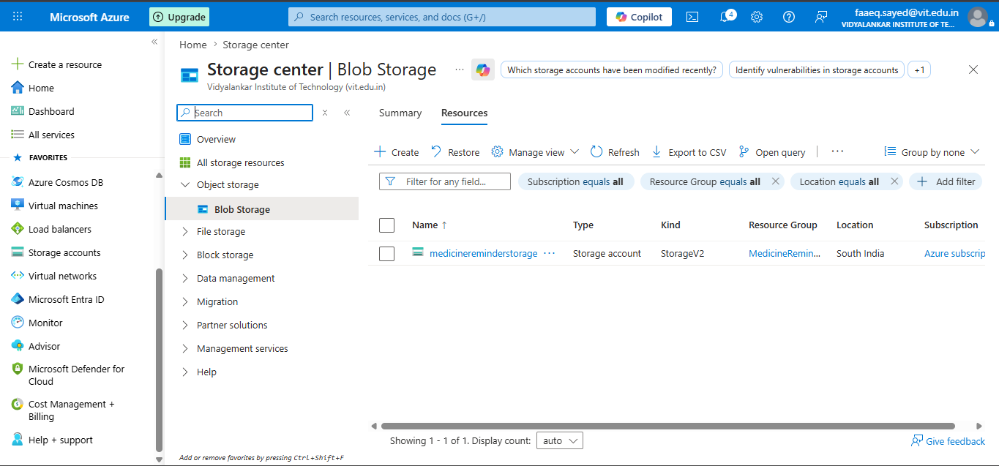 Microsoft Azure
Upgrade
Search resources, services, and docs (G+/)
Copilot
4
faaeq.sayed@vit.edu.in
VIDYALANKAR INSTITUTE OF TE...
Create a resource
Home
Dashboard
All services
FAVORITES
Azure Cosmos DB
Virtual machines
Load balancers
Storage accounts
Virtual networks
Microsoft Entra ID
Monitor
Advisor
Microsoft Defender for
Cloud
Cost Management +
Billing
Help + support
Home > Storage center
Storage center | Blob Storage
Vidyalankar Institute of Technology (vit.edu.in)
Which storage accounts have been modified recently?
Identify vulnerabilities in storage accounts
+1
Search
Overview
All storage resources
Object storage
Blob Storage
File storage
Block storage
Data management
Migration
Partner solutions
Management services
Help
Add or remove favorites by pressing Ctrl+Shift+F
Summary Resources
Create Restore Manage view Refresh Export to CSV Open query ... Group by none
Filter for any field... Subscription equals all Resource Group equals all Location equals all Add filter
Name ↑ Type Kind Resource Group Location Subscription
medicinereminderstorage ... Storage account StorageV2 MedicineRemin... South India Azure subscrip
Showing 1 - 1 of 1. Display count: auto
Give feedback